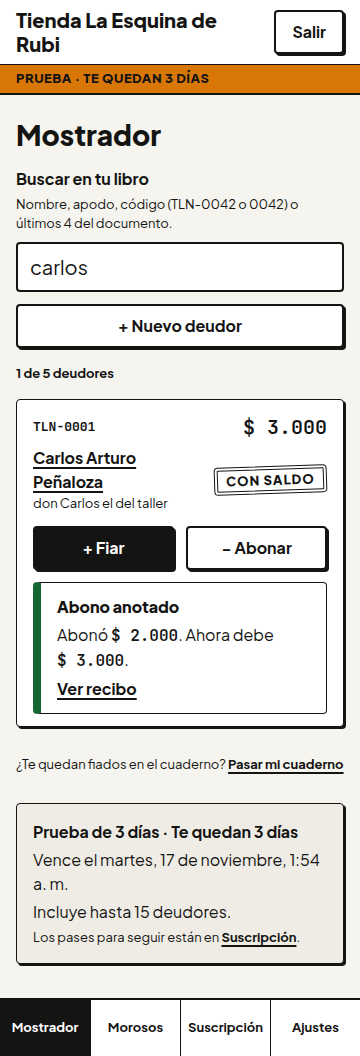 Tienda La Esquina de
Rubi
Salir
PRUEBA · TE QUEDAN 3 DÍAS
Mostrador
Buscar en tu libro
Nombre, apodo, código (TLN-0042 o 0042) o
últimos 4 del documento.
carlos
+ Nuevo deudor
1 de 5 deudores
TLN-0001
$ 3.000
Carlos Arturo
Peñaloza
don Carlos el del taller
CON SALDO
+ Fiar
− Abonar
Abono anotado
Abonó $ 2.000. Ahora debe
$ 3.000.
Ver recibo
¿Te quedan fiados en el cuaderno? Pasar mi cuaderno
Prueba de 3 días · Te quedan 3 días
Vence el martes, 17 de noviembre, 1:54
a. m.
Incluye hasta 15 deudores.
Los pases para seguir están en Suscripción.
Mostrador
Morosos
Suscripción
Ajustes